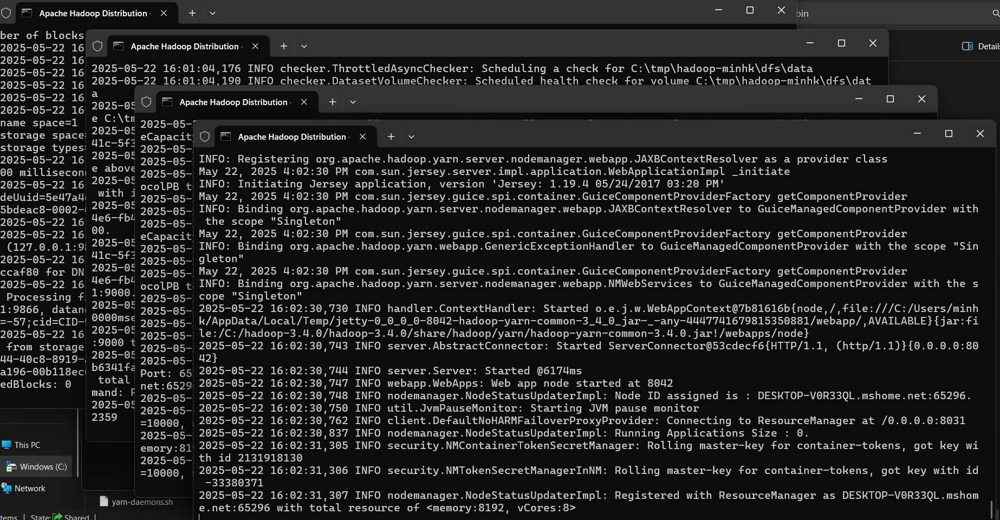 Apache Hadoop Distribution ·
bin
ber of blocks
2025-05-22 16
2025-05-22 16
2025-05-22 16
2025-05-22 16
2025-05-22 16
2025-05-22 16
name space=1
storage space=
storage types=
2025-05-22 16
00 millisecond
2025-05-22 16
deUuid=5e47a4
5bdeac8-0002-4
2025-05-22 16
2025-05-22 16
(127.0.0.1:98
2025-05-22 16
ccaf80 for DN
2025-05-22 16
Processing fi
1:9866, datano
=-57;cid=CID-
2025-05-22 16
from storage
44-40c8-8919-a
a196-00b118ec
edBlocks: 0
Details
Apache Hadoop Distribution ·
2025-05-22 16:01:04,176 INFO checker.ThrottledAsyncChecker: Scheduling a check for C:\tmp\hadoop-minhk\dfs\data
2025-05-22 16:01:04,190 INFO checker.DatasetVolumeChecker: Scheduled health check for volume C:\tmp\hadoop-minhk\dfs\dat
a
2025-05
e C:\tm
2025-05
41c-5f3
2025-05
e above
2025-05
with i
2025-05
4e6-fb4
00.
2025-05
41c-5f3
2025-05
4e6-fb4
1:9000.
2025-05
0000mse
2025-05
:9000 t
2025-05
b6341fa
total
mand: P
2025-05
2359
Apache Hadoop Distribution ·
2025-05-2
eCapacity
2025-05-
2025-05-
2025-05-
ocolPB t
2025-05-
2025-05-
2025-05-
eCapacity
2025-05-
2025-05-
2025-05-
ocolPB t
2025-05-
2025-05-
2025-05-
2025-05-
2025-05-
2025-05-
Port: 65
net:6529
2025-05-
2025-05-
=10000,
2025-05-
emory:819
2025-05-
=10000,
Apache Hadoop Distribution ·
INFO: Registering org.apache.hadoop.yarn.server.nodemanager.webapp.JAXBContextResolver as a provider class
May 22, 2025 4:02:30 PM com.sun.jersey.server.impl.application.WebApplicationImpl _initiate
INFO: Initiating Jersey application, version 'Jersey: 1.19.4 05/24/2017 03:20 PM'
May 22, 2025 4:02:30 PM com.sun.jersey.guice.spi.container.GuiceComponentProviderFactory getComponentProvider
INFO: Binding org.apache.hadoop.yarn.server.nodemanager.webapp.JAXBContextResolver to GuiceManagedComponentProvider with
the scope "Singleton"
May 22, 2025 4:02:30 PM com.sun.jersey.guice.spi.container.GuiceComponentProviderFactory getComponentProvider
INFO: Binding org.apache.hadoop.yarn.webapp.GenericExceptionHandler to GuiceManagedComponentProvider with the scope "Sin
gleton"
May 22, 2025 4:02:30 PM com.sun.jersey.guice.spi.container.GuiceComponentProviderFactory getComponentProvider
INFO: Binding org.apache.hadoop.yarn.server.nodemanager.webapp.NMWebServices to GuiceManagedComponentProvider with the s
cope "Singleton"
2025-05-22 16:02:30,730 INFO handler.ContextHandler: Started o.e.j.w.WebAppContext@7b81616b{node,/,file:///C:/Users/minh
k/AppData/Local/Temp/jetty-0_0_0_0-8042-hadoop-yarn-common-3_4_0_jar-_-any-4447741679815350881/webapp/,AVAILABLE}{jar:fi
le:/C:/hadoop-3.4.0/hadoop-3.4.0/share/hadoop/yarn/hadoop-yarn-common-3.4.0.jar!/webapps/node}
2025-05-22 16:02:30,743 INFO server.AbstractConnector: Started ServerConnector@53cdecf6{HTTP/1.1, (http/1.1)}{0.0.0.0:80
42}
2025-05-22 16:02:30,744 INFO server.Server: Started @6174ms
2025-05-22 16:02:30,747 INFO webapp.WebApps: Web app node started at 8042
2025-05-22 16:02:30,748 INFO nodemanager.NodeStatusUpdaterImpl: Node ID assigned is : DESKTOP-V0R33QL.mshome.net:65296.
2025-05-22 16:02:30,750 INFO util.JvmPauseMonitor: Starting JVM pause monitor
2025-05-22 16:02:30,762 INFO client.DefaultNoHARMFailoverProxyProvider: Connecting to ResourceManager at /0.0.0.0:8031
2025-05-22 16:02:30,837 INFO nodemanager.NodeStatusUpdaterImpl: Running Applications Size : 0.
2025-05-22 16:02:31,305 INFO security.NMContainerTokenSecretManager: Rolling master-key for container-tokens, got key wi
th id 2131918130
2025-05-22 16:02:31,306 INFO security.NMTokenSecretManagerInNM: Rolling master-key for container-tokens, got key with id
-33380371
2025-05-22 16:02:31,307 INFO nodemanager.NodeStatusUpdaterImpl: Registered with ResourceManager as DESKTOP-V0R33QL.mshom
e.net:65296 with total resource of <memory:8192, vCores:8>
This PC
Windows (C:)
Network
yarn-daemons.sh
tems
State: Shared